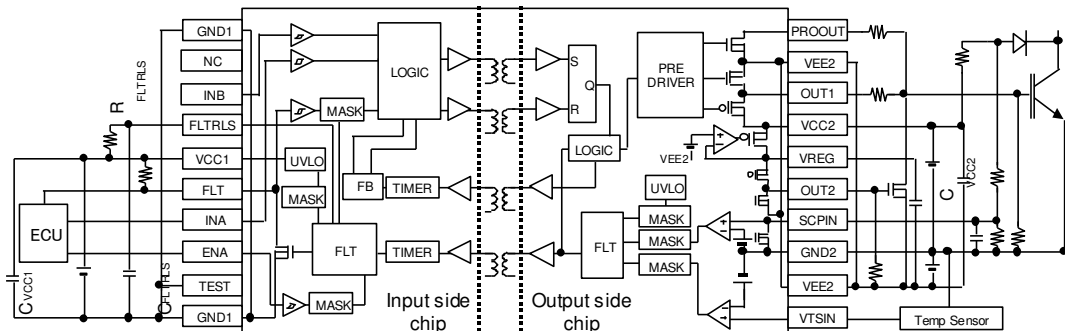 GND1
NC
INB
FLTRLS
VCC1
FLT
INA
ENA
TEST
GND1
R
FLTRLS
ECU
C VCC1
C FLTRLS
LOGIC
MASK
UVLO
MASK
FB
TIMER
FLT
TIMER
MASK
Input side
chip
S
R
Q
PRE
DRIVER
LOGIC
VEE2
UVLO
MASK
MASK
MASK
FLT
Output side
chip
PROOUT
VEE2
OUT1
VCC2
VREG
OUT2
SCPIN
GND2
VEE2
VTSIN
C
VCC2
Temp Sensor
+
−
+
−
+
−